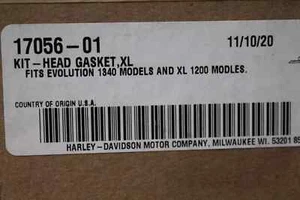 17056-01 11/10/20
KIT-HEAD GASKET,XL
FITS EVOLUTION 1340 MODELS AND XL 1200 MODLES.
COUNTRY OF ORIGIN U.S.A.
HARLEY-DAVIDSON MOTOR COMPANY, MILWAUKEE WI. 53201